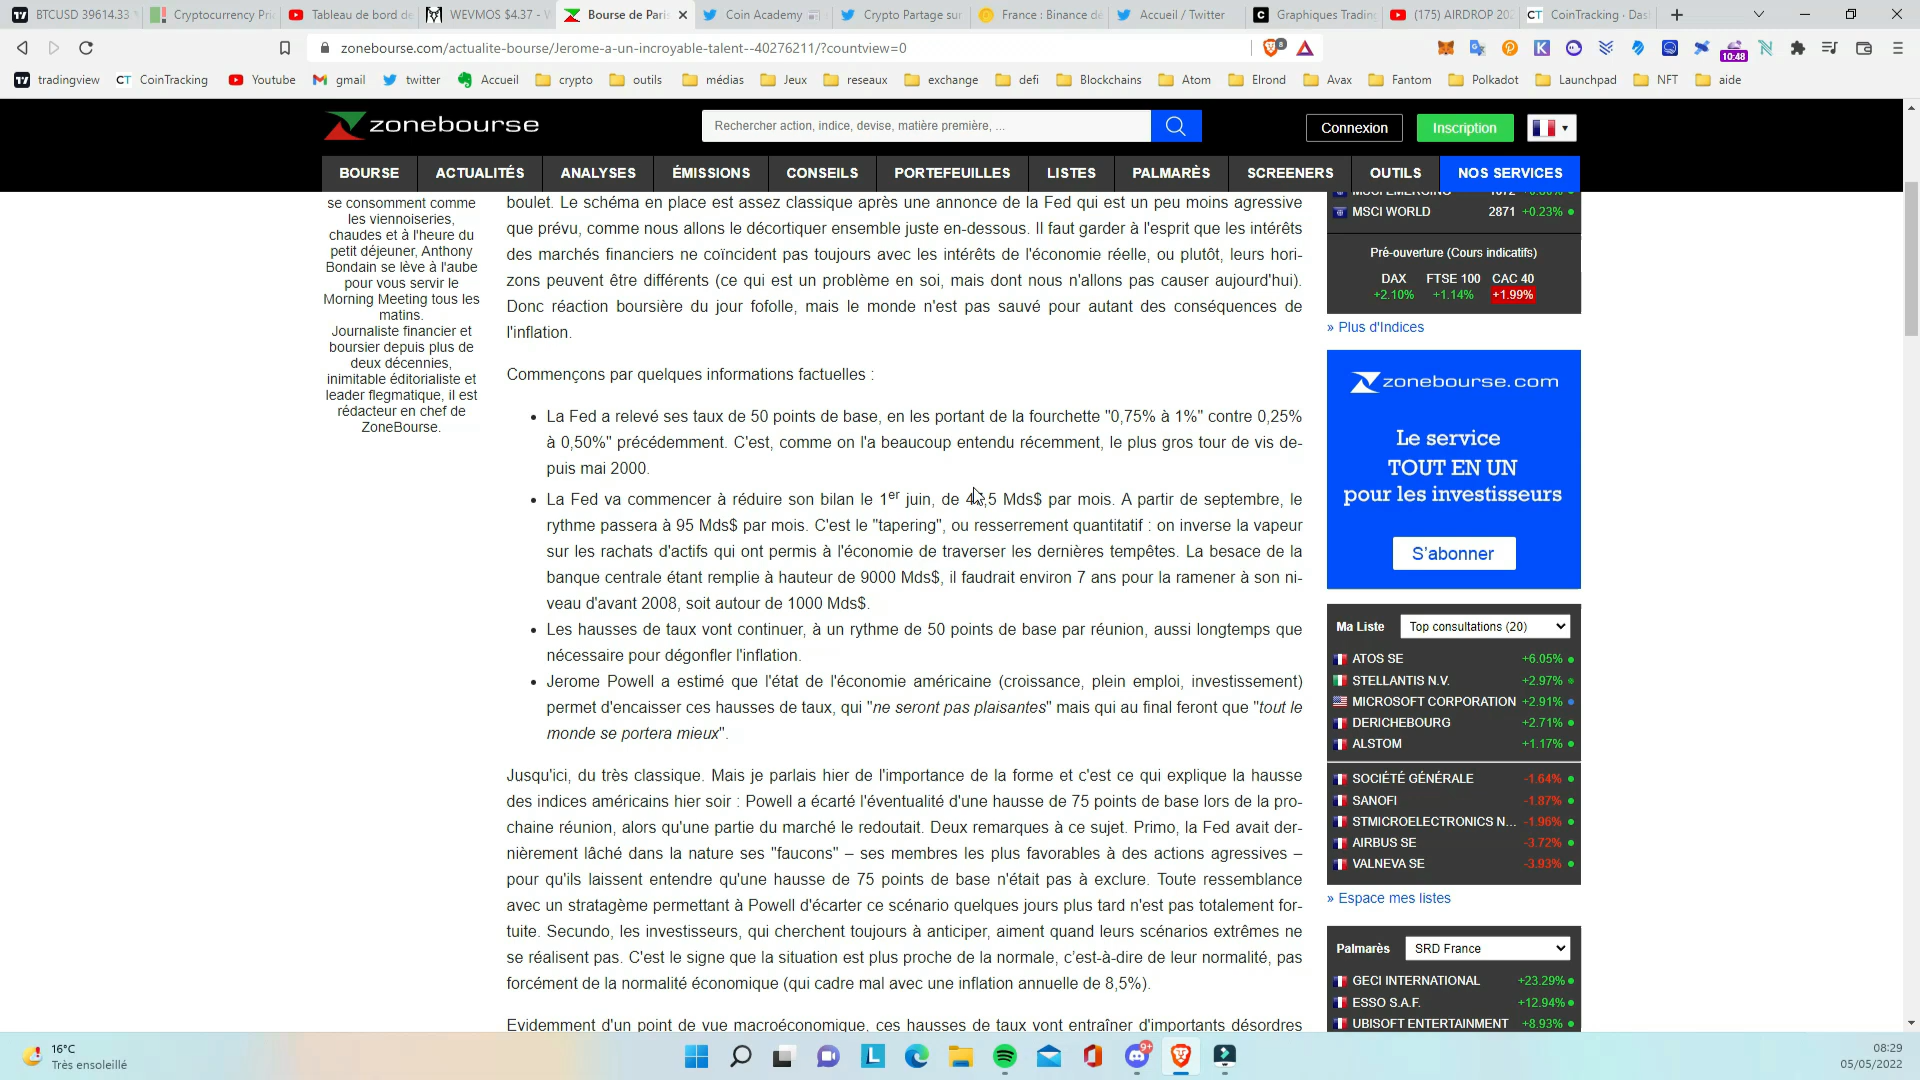 BTCUSD 39614.33
Cryptocurrency Pri
Tableau de bord de
WEVMOS $4.37 - W
Bourse de Paris
Coin Academy
Crypto Partage sur
France : Binance dé
Accueil / Twitter
Graphiques Trading
(175) AIRDROP 202
CoinTracking · Das
zonebourse.com/actualite-bourse/Jerome-a-un-incroyable-talent--40276211/?countview=0
8
10:48
tradingview
CoinTracking
Youtube
gmail
twitter
Accueil
crypto
outils
médias
Jeux
reseaux
exchange
defi
Blockchains
Atom
Elrond
Avax
Fantom
Polkadot
Launchpad
NFT
aide
zonebourse
Rechercher action, indice, devise, matière première, ...
Connexion
Inscription
BOURSE
ACTUALITÉS
ANALYSES
ÉMISSIONS
CONSEILS
PORTEFEUILLES
LISTES
PALMARÈS
SCREENERS
OUTILS
NOS SERVICES
se consomment comme
les viennoiseries,
chaudes et à l'heure du
petit déjeuner, Anthony
Bondain se lève à l'aube
pour vous servir le
Morning Meeting tous les
matins.
Journaliste financier et
boursier depuis plus de
deux décennies,
inimitable éditorialiste et
leader flegmatique, il est
rédacteur en chef de
ZoneBourse.
boulet. Le schéma en place est assez classique après une annonce de la Fed qui est un peu moins agressive
que prévu, comme nous allons le décortiquer ensemble juste en-dessous. Il faut garder à l'esprit que les intérêts
des marchés financiers ne coïncident pas toujours avec les intérêts de l'économie réelle, ou plutôt, leurs hori-
zons peuvent être différents (ce qui est un problème en soi, mais dont nous n'allons pas causer aujourd'hui).
Donc réaction boursière du jour fofolle, mais le monde n'est pas sauvé pour autant des conséquences de
l'inflation.
Commençons par quelques informations factuelles :
• La Fed a relevé ses taux de 50 points de base, en les portant de la fourchette "0,75% à 1%" contre 0,25%
à 0,50%" précédemment. C'est, comme on l'a beaucoup entendu récemment, le plus gros tour de vis de-
puis mai 2000.
• La Fed va commencer à réduire son bilan le 1er juin, de Mds$ par mois. A partir de septembre, le
rythme passera à 95 Mds$ par mois. C'est le "tapering", ou resserrement quantitatif : on inverse la vapeur
sur les rachats d'actifs qui ont permis à l'économie de traverser les dernières tempêtes. La besace de la
banque centrale étant remplie à hauteur de 9000 Mds$, il faudrait environ 7 ans pour la ramener à son ni-
veau d'avant 2008, soit autour de 1000 Mds$.
• Les hausses de taux vont continuer, à un rythme de 50 points de base par réunion, aussi longtemps que
nécessaire pour dégonfler l'inflation.
• Jerome Powell a estimé que l'état de l'économie américaine (croissance, plein emploi, investissement)
permet d'encaisser ces hausses de taux, qui "ne seront pas plaisantes" mais qui au final feront que "tout le
monde se portera mieux".
Jusqu'ici, du très classique. Mais je parlais hier de l'importance de la forme et c'est ce qui explique la hausse
des indices américains hier soir : Powell a écarté l'éventualité d'une hausse de 75 points de base lors de la pro-
chaine réunion, alors qu'une partie du marché le redoutait. Deux remarques à ce sujet. Primo, la Fed avait der-
nièrement lâché dans la nature ses "faucons" – ses membres les plus favorables à des actions agressives –
pour qu'ils laissent entendre qu'une hausse de 75 points de base n'était pas à exclure. Toute ressemblance
avec un stratagème permettant à Powell d'écarter ce scénario quelques jours plus tard n'est pas totalement for-
tuite. Secundo, les investisseurs, qui cherchent toujours à anticiper, aiment quand leurs scénarios extrêmes ne
se réalisent pas. C'est le signe que la situation est plus proche de la normale, c'est-à-dire de leur normalité, pas
forcément de la normalité économique (qui cadre mal avec une inflation annuelle de 8,5%).
Evidemment d'un point de vue macroéconomique, ces hausses de taux vont entraîner d'importants désordres
MSCI WORLD 2871 +0.23%
Pré-ouverture (Cours indicatifs)
DAX FTSE 100 CAC 40
+2.10% +1.14% +1.99%
» Plus d'Indices
zonebourse.com
Le service
TOUT EN UN
pour les investisseurs
S'abonner
Ma Liste Top consultations (20)
ATOS SE +6.05%
STELLANTIS N.V. +2.97%
MICROSOFT CORPORATION +2.91%
DERICHEBOURG +2.71%
ALSTOM +1.17%
SOCIÉTÉ GÉNÉRALE -1.64%
SANOFI -1.87%
STMICROELECTRONICS N... -1.96%
AIRBUS SE -3.72%
VALNEVA SE -3.93%
» Espace mes listes
Palmarès SRD France
GECI INTERNATIONAL +23.29%
ESSO S.A.F. +12.94%
UBISOFT ENTERTAINMENT +8.93%
16°C
Très ensoleillé
9+
08:29
05/05/2022